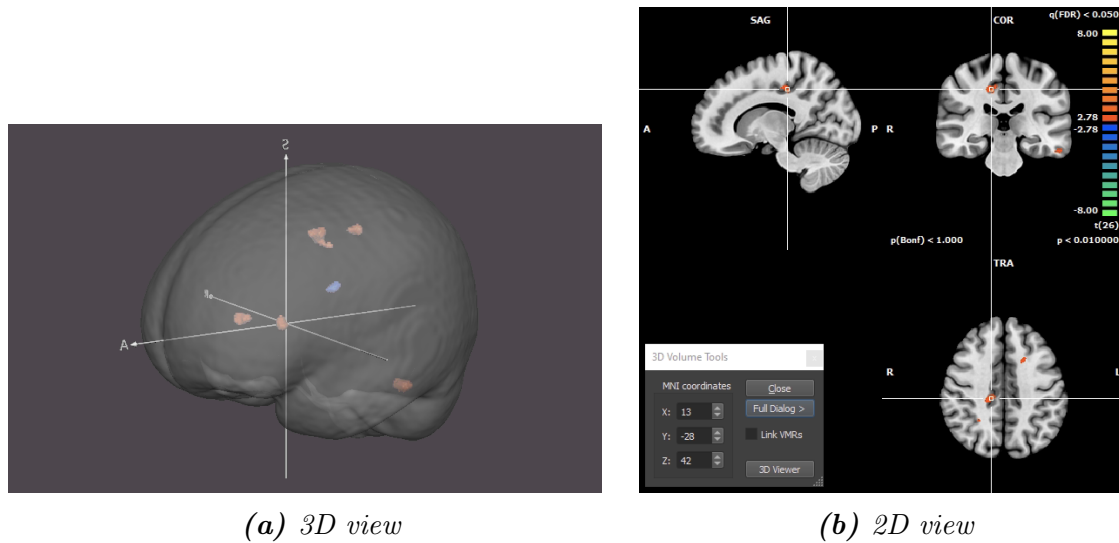 S
A
SAG
A
P
COR
R
q(FDR) < 0.050
8.00
2.78
-2.78
-8.00
t(26)
p(Bonf) < 1.000
p < 0.010000
TRA
R
L
3D Volume Tools
MNI coordinates
X: 13
Y: -28
Z: 42
Close
Full Dialog >
Link VMRs
3D Viewer
(a) 3D view
(b) 2D view